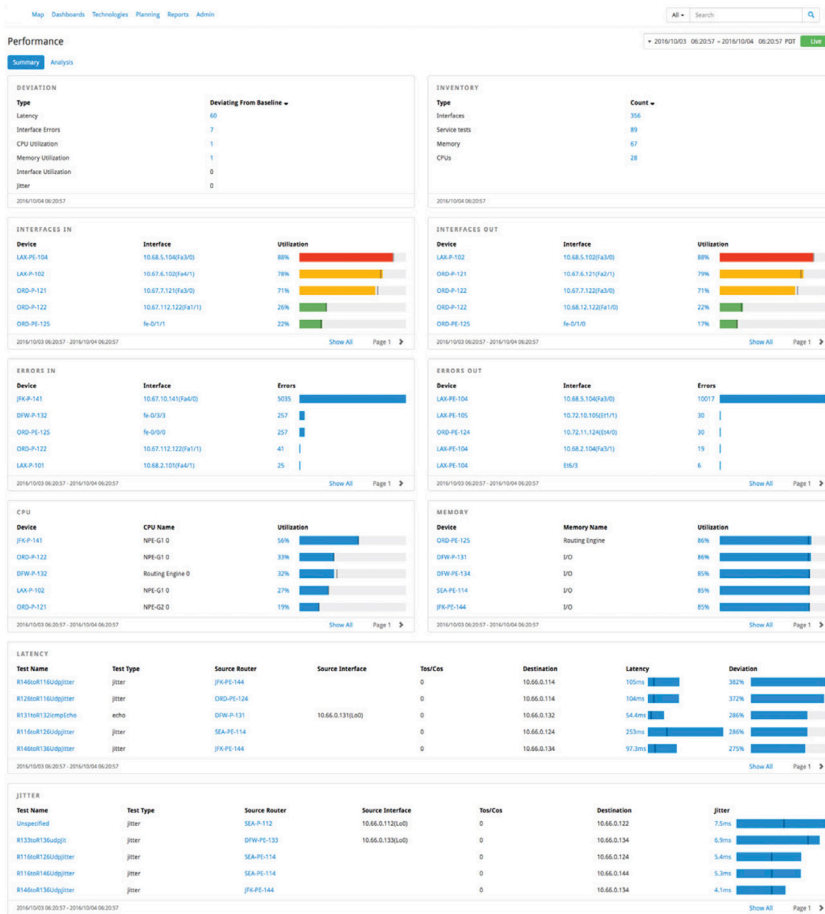 Map Dashboards Technologies Planning Reports Admin
All Search
Performance
2016/10/03 06:20:57 - 2016/10/04 06:20:57 PDT Live
Summary Analysis
DEVIATION
Type Deviating From Baseline
Latency 60
Interface Errors 7
CPU Utilization 1
Memory Utilization 1
Interface Utilization 0
Jitter 0
2016/10/04 06:20:57
INVENTORY
Type Count
Interfaces 356
Service tests 89
Memory 67
CPUs 28
2016/10/04 06:20:57
INTERFACES IN
Device Interface Utilization
LAX-PE-104 10.68.5.104(Fa3/0) 88%
LAX-P-102 10.67.6.102(Fa4/1) 78%
ORD-P-121 10.67.7.121(Fa3/0) 71%
ORD-P-122 10.67.112.122(Fa1/1) 26%
ORD-PE-125 fe-0/1/1 22%
2016/10/03 06:20:57 - 2016/10/04 06:20:57 Show All Page 1
INTERFACES OUT
Device Interface Utilization
LAX-P-102 10.68.5.102(Fa3/0) 88%
ORD-P-121 10.67.6.121(Fa2/1) 79%
ORD-P-122 10.67.7.122(Fa3/0) 71%
ORD-P-122 10.68.12.122(Fa1/0) 22%
ORD-PE-125 fe-0/1/0 17%
2016/10/03 06:20:57 - 2016/10/04 06:20:57 Show All Page 1
ERRORS IN
Device Interface Errors
JFK-P-141 10.67.10.141(Fa4/0) 5035
DFW-P-132 fe-0/3/3 257
ORD-PE-125 fe-0/0/0 257
ORD-P-122 10.67.112.122(Fa1/1) 41
LAX-P-101 10.68.2.101(Fa4/1) 25
2016/10/03 06:20:57 - 2016/10/04 06:20:57 Show All Page 1
ERRORS OUT
Device Interface Errors
LAX-PE-104 10.68.5.104(Fa3/0) 10017
LAX-PE-105 10.72.10.105(Et1/1) 30
ORD-PE-124 10.72.11.124(Et4/0) 30
LAX-PE-104 10.68.2.104(Fa3/1) 19
LAX-PE-104 Et6/3 6
2016/10/03 06:20:57 - 2016/10/04 06:20:57 Show All Page 1
CPU
Device CPU Name Utilization
JFK-P-141 NPE-G1 0 56%
ORD-P-122 NPE-G1 0 33%
DFW-P-132 Routing Engine 0 32%
LAX-P-102 NPE-G1 0 27%
ORD-P-121 NPE-G2 0 19%
2016/10/03 06:20:57 - 2016/10/04 06:20:57 Show All Page 1
MEMORY
Device Memory Name Utilization
ORD-PE-125 Routing Engine 86%
DFW-P-131 I/O 86%
DFW-PE-134 I/O 85%
SEA-PE-114 I/O 85%
JFK-PE-144 I/O 85%
2016/10/03 06:20:57 - 2016/10/04 06:20:57 Show All Page 1
LATENCY
Test Name Test Type Source Router Source Interface Tos/Cos Destination Latency Deviation
R146toR116UdpJitter jitter JFK-PE-144 0 10.66.0.114 105ms 382%
R126toR116UdpJitter jitter ORD-PE-124 0 10.66.0.114 104ms 372%
R131toR132icmpEcho echo DFW-P-131 10.66.0.131(Lo0) 0 10.66.0.132 54.4ms 286%
R116toR126UdpJitter jitter SEA-PE-114 0 10.66.0.124 253ms 286%
R146toR136UdpJitter jitter JFK-PE-144 0 10.66.0.134 97.3ms 275%
2016/10/03 06:20:57 - 2016/10/04 06:20:57 Show All Page 1
JITTER
Test Name Test Type Source Router Source Interface Tos/Cos Destination Jitter
Unspecified jitter SEA-P-112 10.66.0.112(Lo0) 0 10.66.0.122 7.5ms
R133toR136udpJit jitter DFW-PE-133 10.66.0.133(Lo0) 0 10.66.0.134 6.9ms
R116toR126UdpJitter jitter SEA-PE-114 0 10.66.0.124 5.4ms
R116toR146UdpJitter jitter SEA-PE-114 0 10.66.0.144 5.3ms
R146toR136UdpJitter jitter JFK-PE-144 0 10.66.0.134 4.1ms
2016/10/03 06:20:57 - 2016/10/04 06:20:57 Show All Page 1